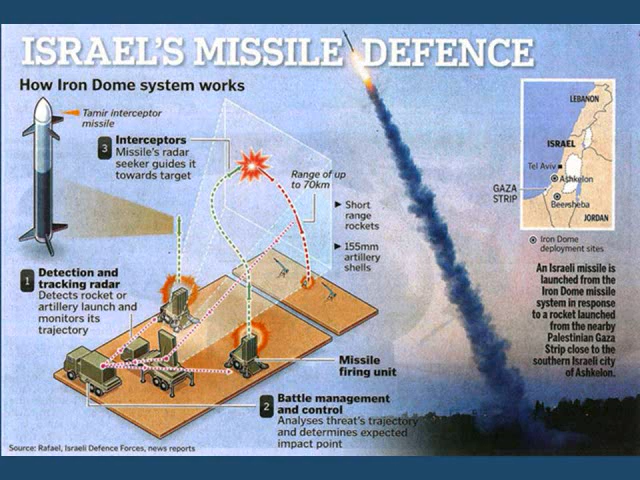 ISRAEL'S MISSILE DEFENCE
How Iron Dome system works
Tamir interceptor
missile
3
Interceptors
Missile's radar
seeker guides it
towards target
Range of up
to 70km
Short
range
rockets
155mm
artillery
shells
1
Detection and
tracking radar
Detects rocket or
artillery launch and
monitors its
trajectory
Missile
firing unit
2
Battle management
and control
Analyses threat's trajectory
and determines expected
impact point
LEBANON
ISRAEL
Tel Aviv
Ashkelon
GAZA
STRIP
Beersheba
JORDAN
Iron Dome
deployment sites
An Israeli missile is
launched from the
Iron Dome missile
system in response
to a rocket launched
from the nearby
Palestinian Gaza
Strip close to the
southern Israeli city
of Ashkelon.
Source: Rafael, Israeli Defence Forces, news reports